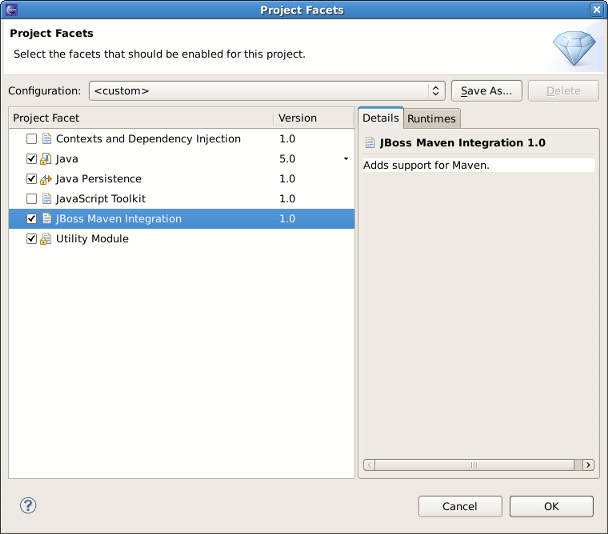 Project Facets
Project Facets
Select the facets that should be enabled for this project.
Configuration: <custom> Save As... Delete
Project Facet Version
Contexts and Dependency Injection 1.0
Java 5.0
Java Persistence 1.0
JavaScript Toolkit 1.0
JBoss Maven Integration 1.0
Utility Module
Details Runtimes
JBoss Maven Integration 1.0
Adds support for Maven.
? Cancel OK